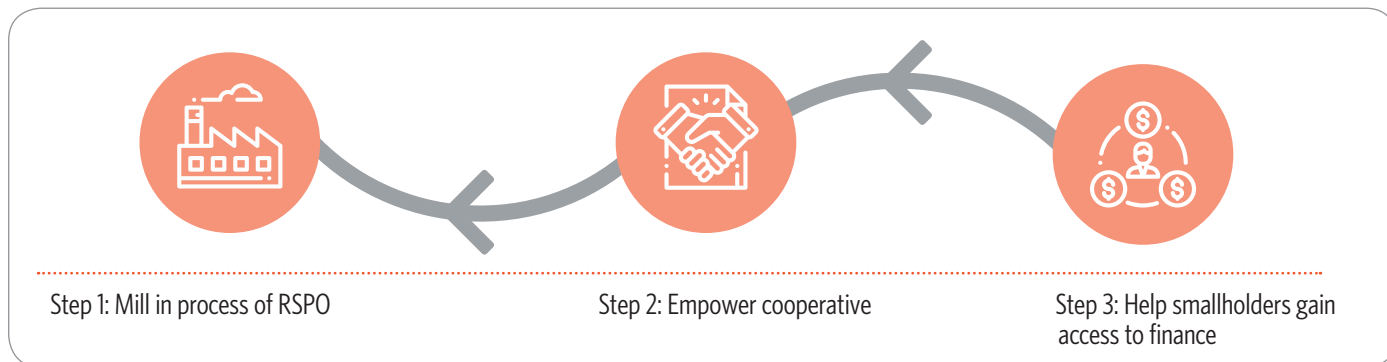 Step 1: Mill in process of RSPO
Step 2: Empower cooperative
Step 3: Help smallholders gain
access to finance
$
$
$